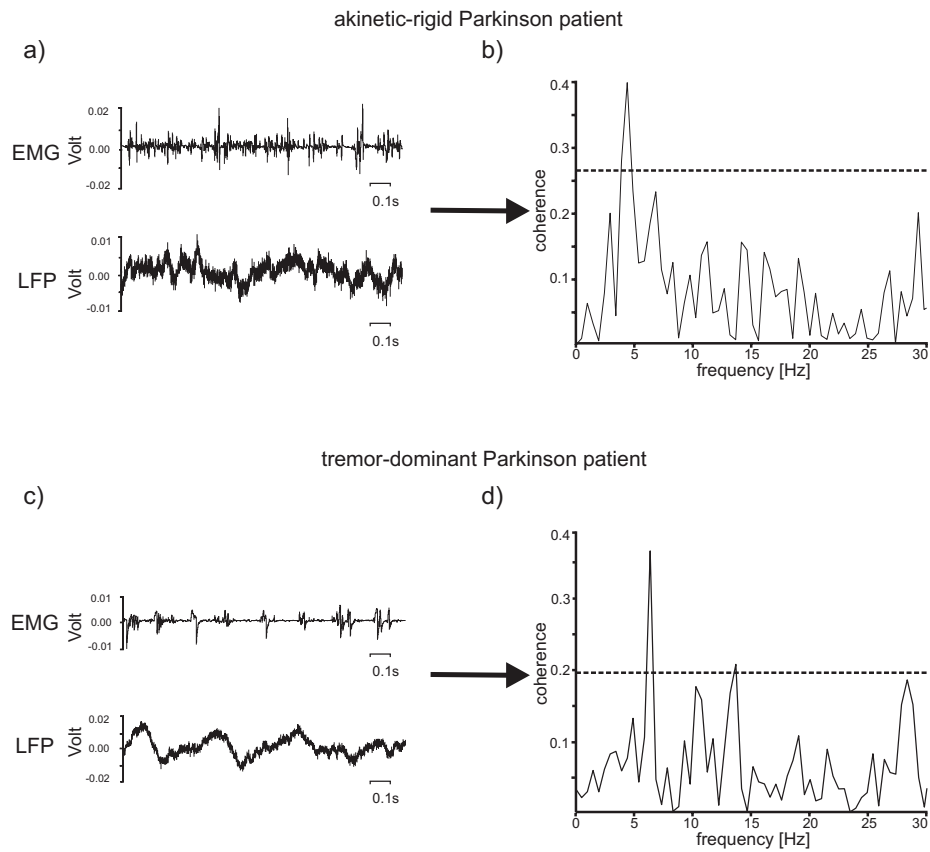 akinetic-rigid Parkinson patient
a)
b)
EMG
Volt
0.02
0.00
-0.02
0.1s
LFP
Volt
0.01
0.00
-0.01
0.1s
coherence
0.4
0.3
0.2
0.1
0 5 10 15 20 25 30
frequency [Hz]
tremor-dominant Parkinson patient
c)
d)
EMG
Volt
0.01
0.00
-0.01
0.1s
LFP
Volt
0.02
0.00
-0.02
0.1s
coherence
0.4
0.3
0.2
0.1
0 5 10 15 20 25 30
frequency [Hz]